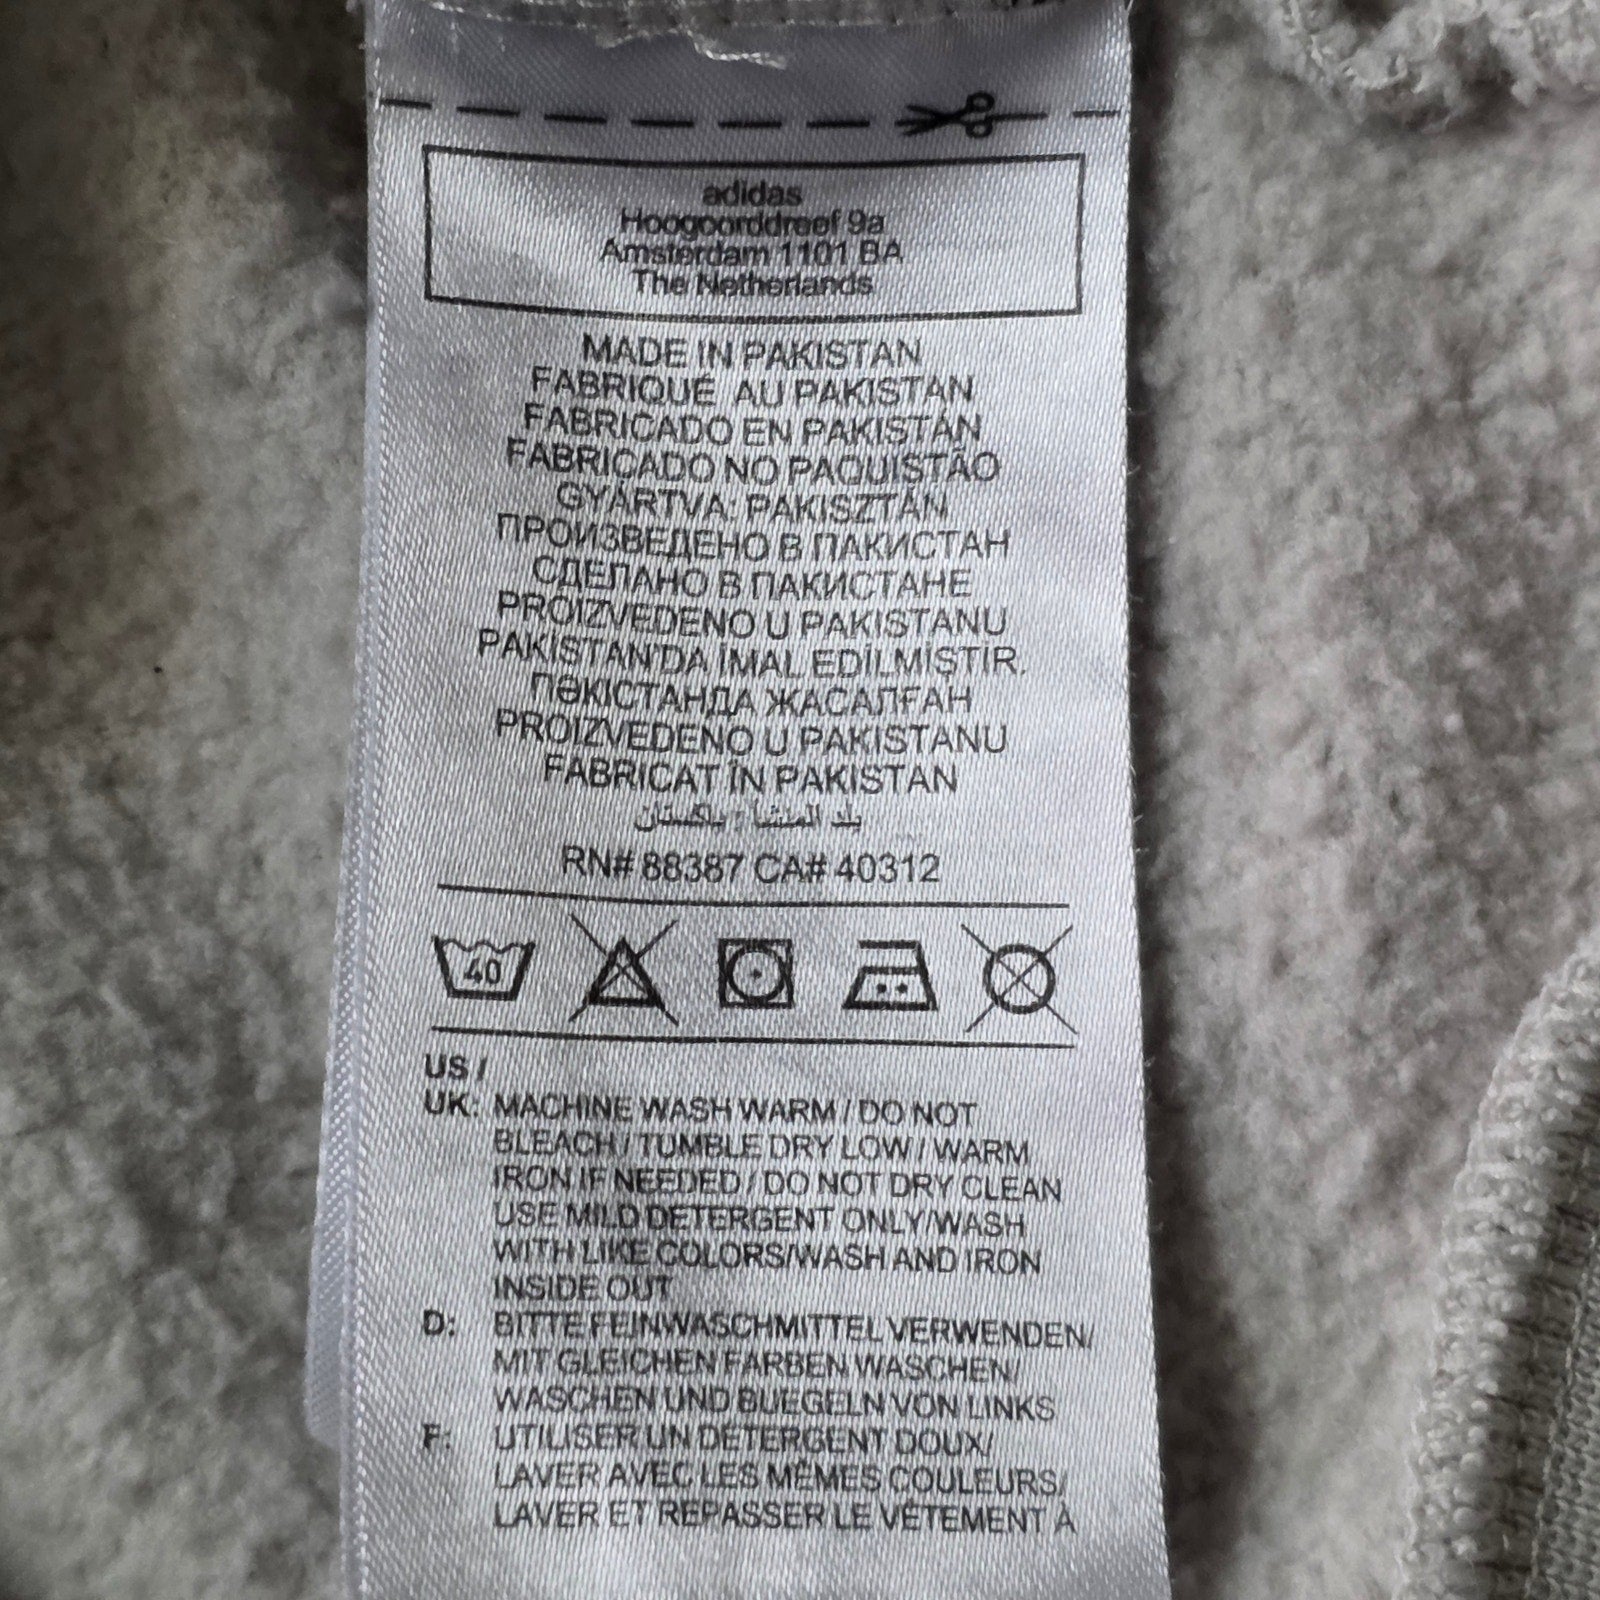 adidas
Hoogoorddreef 9a
Amsterdam 1101 BA
The Netherlands
MADE IN PAKISTAN
FABRIQUÉ AU PAKISTAN
FABRICADO EN PAKISTÁN
FABRICADO NO PAQUISTÃO
GYÁRTVA: PAKISZTÁN
ПРОИЗВЕДЕНО В ПАКИСТАН
СДЕЛАНО В ПАКИСТАНЕ
PROIZVEDENO U PAKISTANU
PAKİSTAN'DA İMAL EDİLMİŞTİR.
ПӘКІСТАНДА ЖАСАЛҒАН
PROIZVEDENO U PAKISTANU
FABRICAT ÎN PAKISTAN
بلد المنشأ : باكستان
RN# 88387 CA# 40312
40
US /
UK: MACHINE WASH WARM / DO NOT
BLEACH / TUMBLE DRY LOW / WARM
IRON IF NEEDED / DO NOT DRY CLEAN
USE MILD DETERGENT ONLY/WASH
WITH LIKE COLORS/WASH AND IRON
INSIDE OUT
D: BITTE FEINWASCHMITTEL VERWENDEN/
MIT GLEICHEN FARBEN WASCHEN/
WASCHEN UND BUEGELN VON LINKS
F: UTILISER UN DÉTERGENT DOUX/
LAVER AVEC LES MÊMES COULEURS/
LAVER ET REPASSER LE VÊTEMENT À